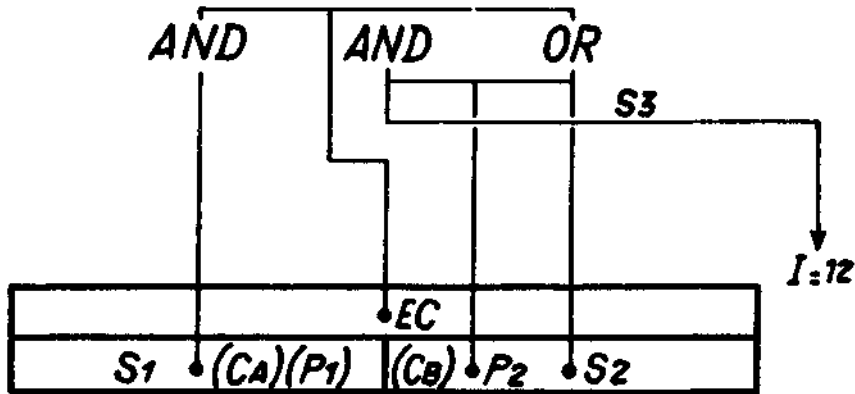 AND AND OR
S3
I=12
EC
S1 (CA)(P1) (CB) P2 S2